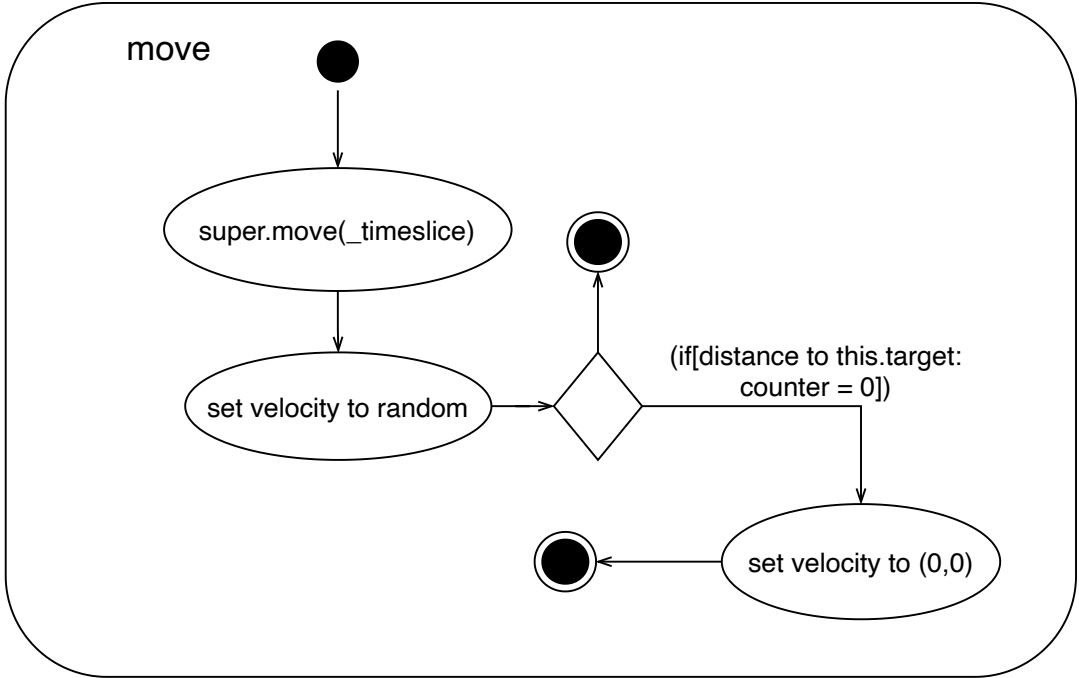 move
super.move(_timeslice)
(if[distance to this.target:
counter = 0])
set velocity to random
set velocity to (0,0)